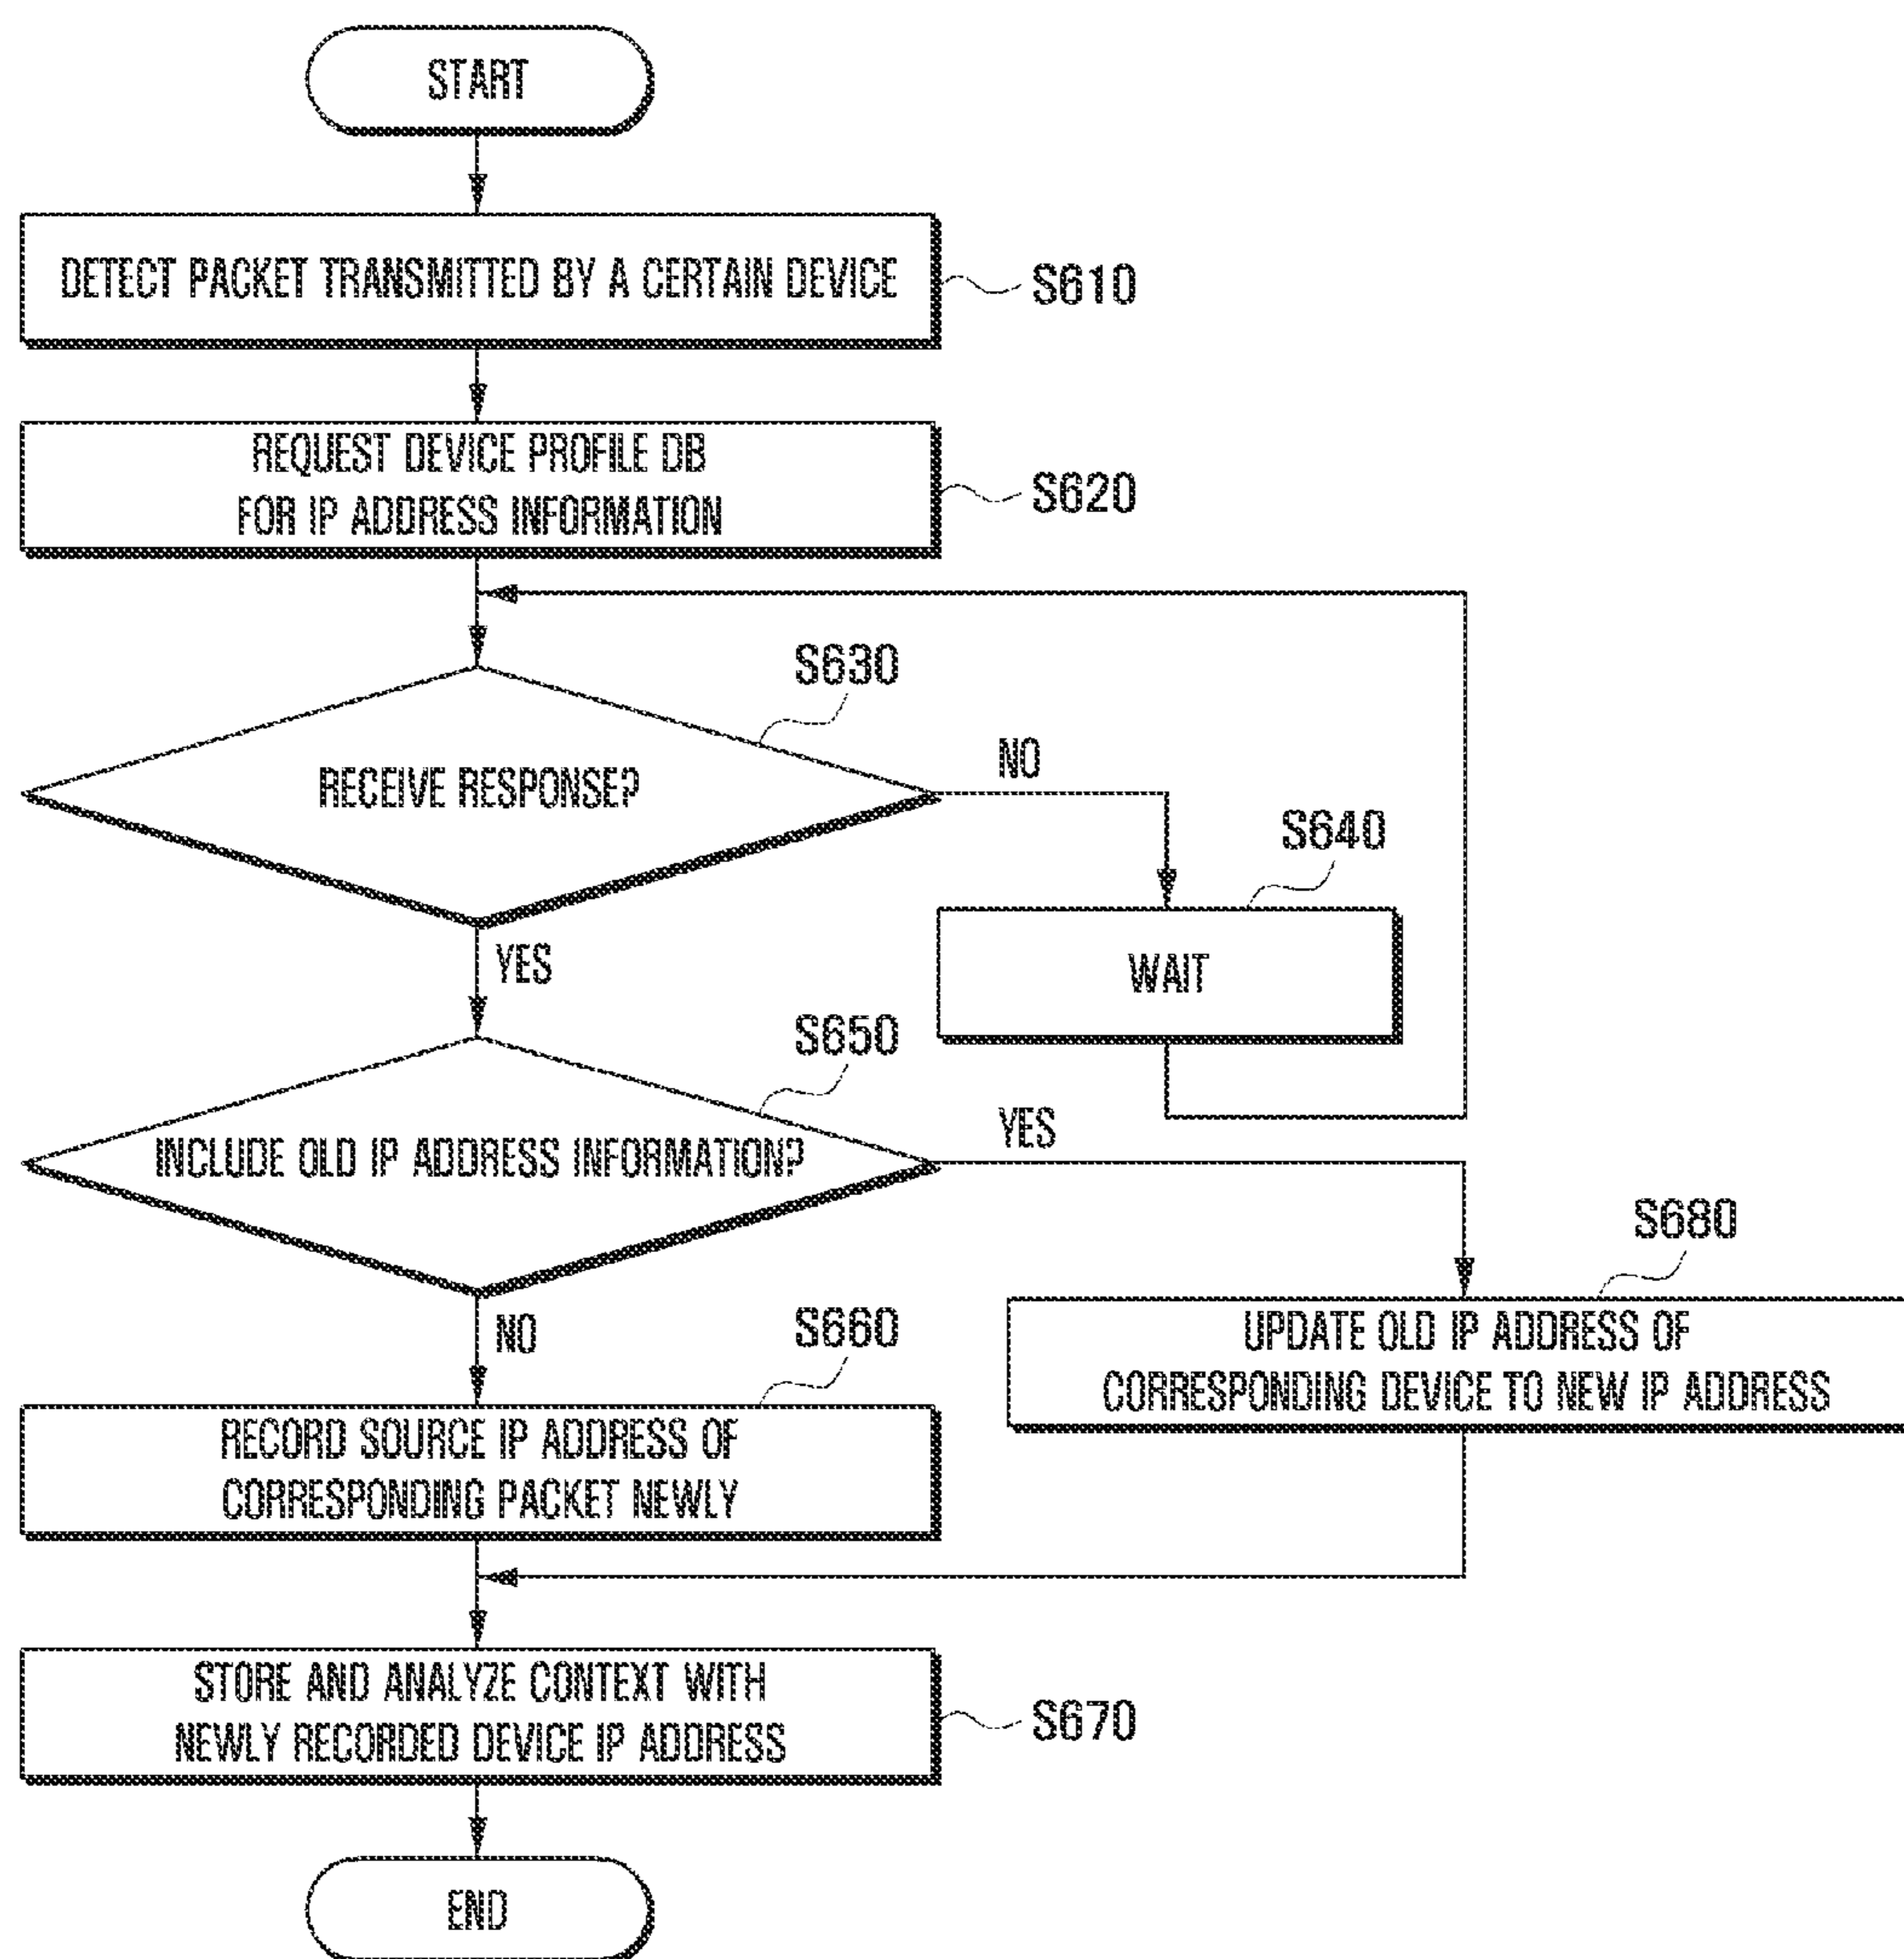 START
DETECT PACKET TRANSMITTED BY A CERTAIN DEVICE
S610
REQUEST DEVICE PROFILE DB
FOR IP ADDRESS INFORMATION
S620
S630
RECEIVE RESPONSE?
NO
S640
WAIT
YES
S650
INCLUDE OLD IP ADDRESS INFORMATION?
YES
S680
UPDATE OLD IP ADDRESS OF
CORRESPONDING DEVICE TO NEW IP ADDRESS
NO
S660
RECORD SOURCE IP ADDRESS OF
CORRESPONDING PACKET NEWLY
STORE AND ANALYZE CONTEXT WITH
NEWLY RECORDED DEVICE IP ADDRESS
S670
END